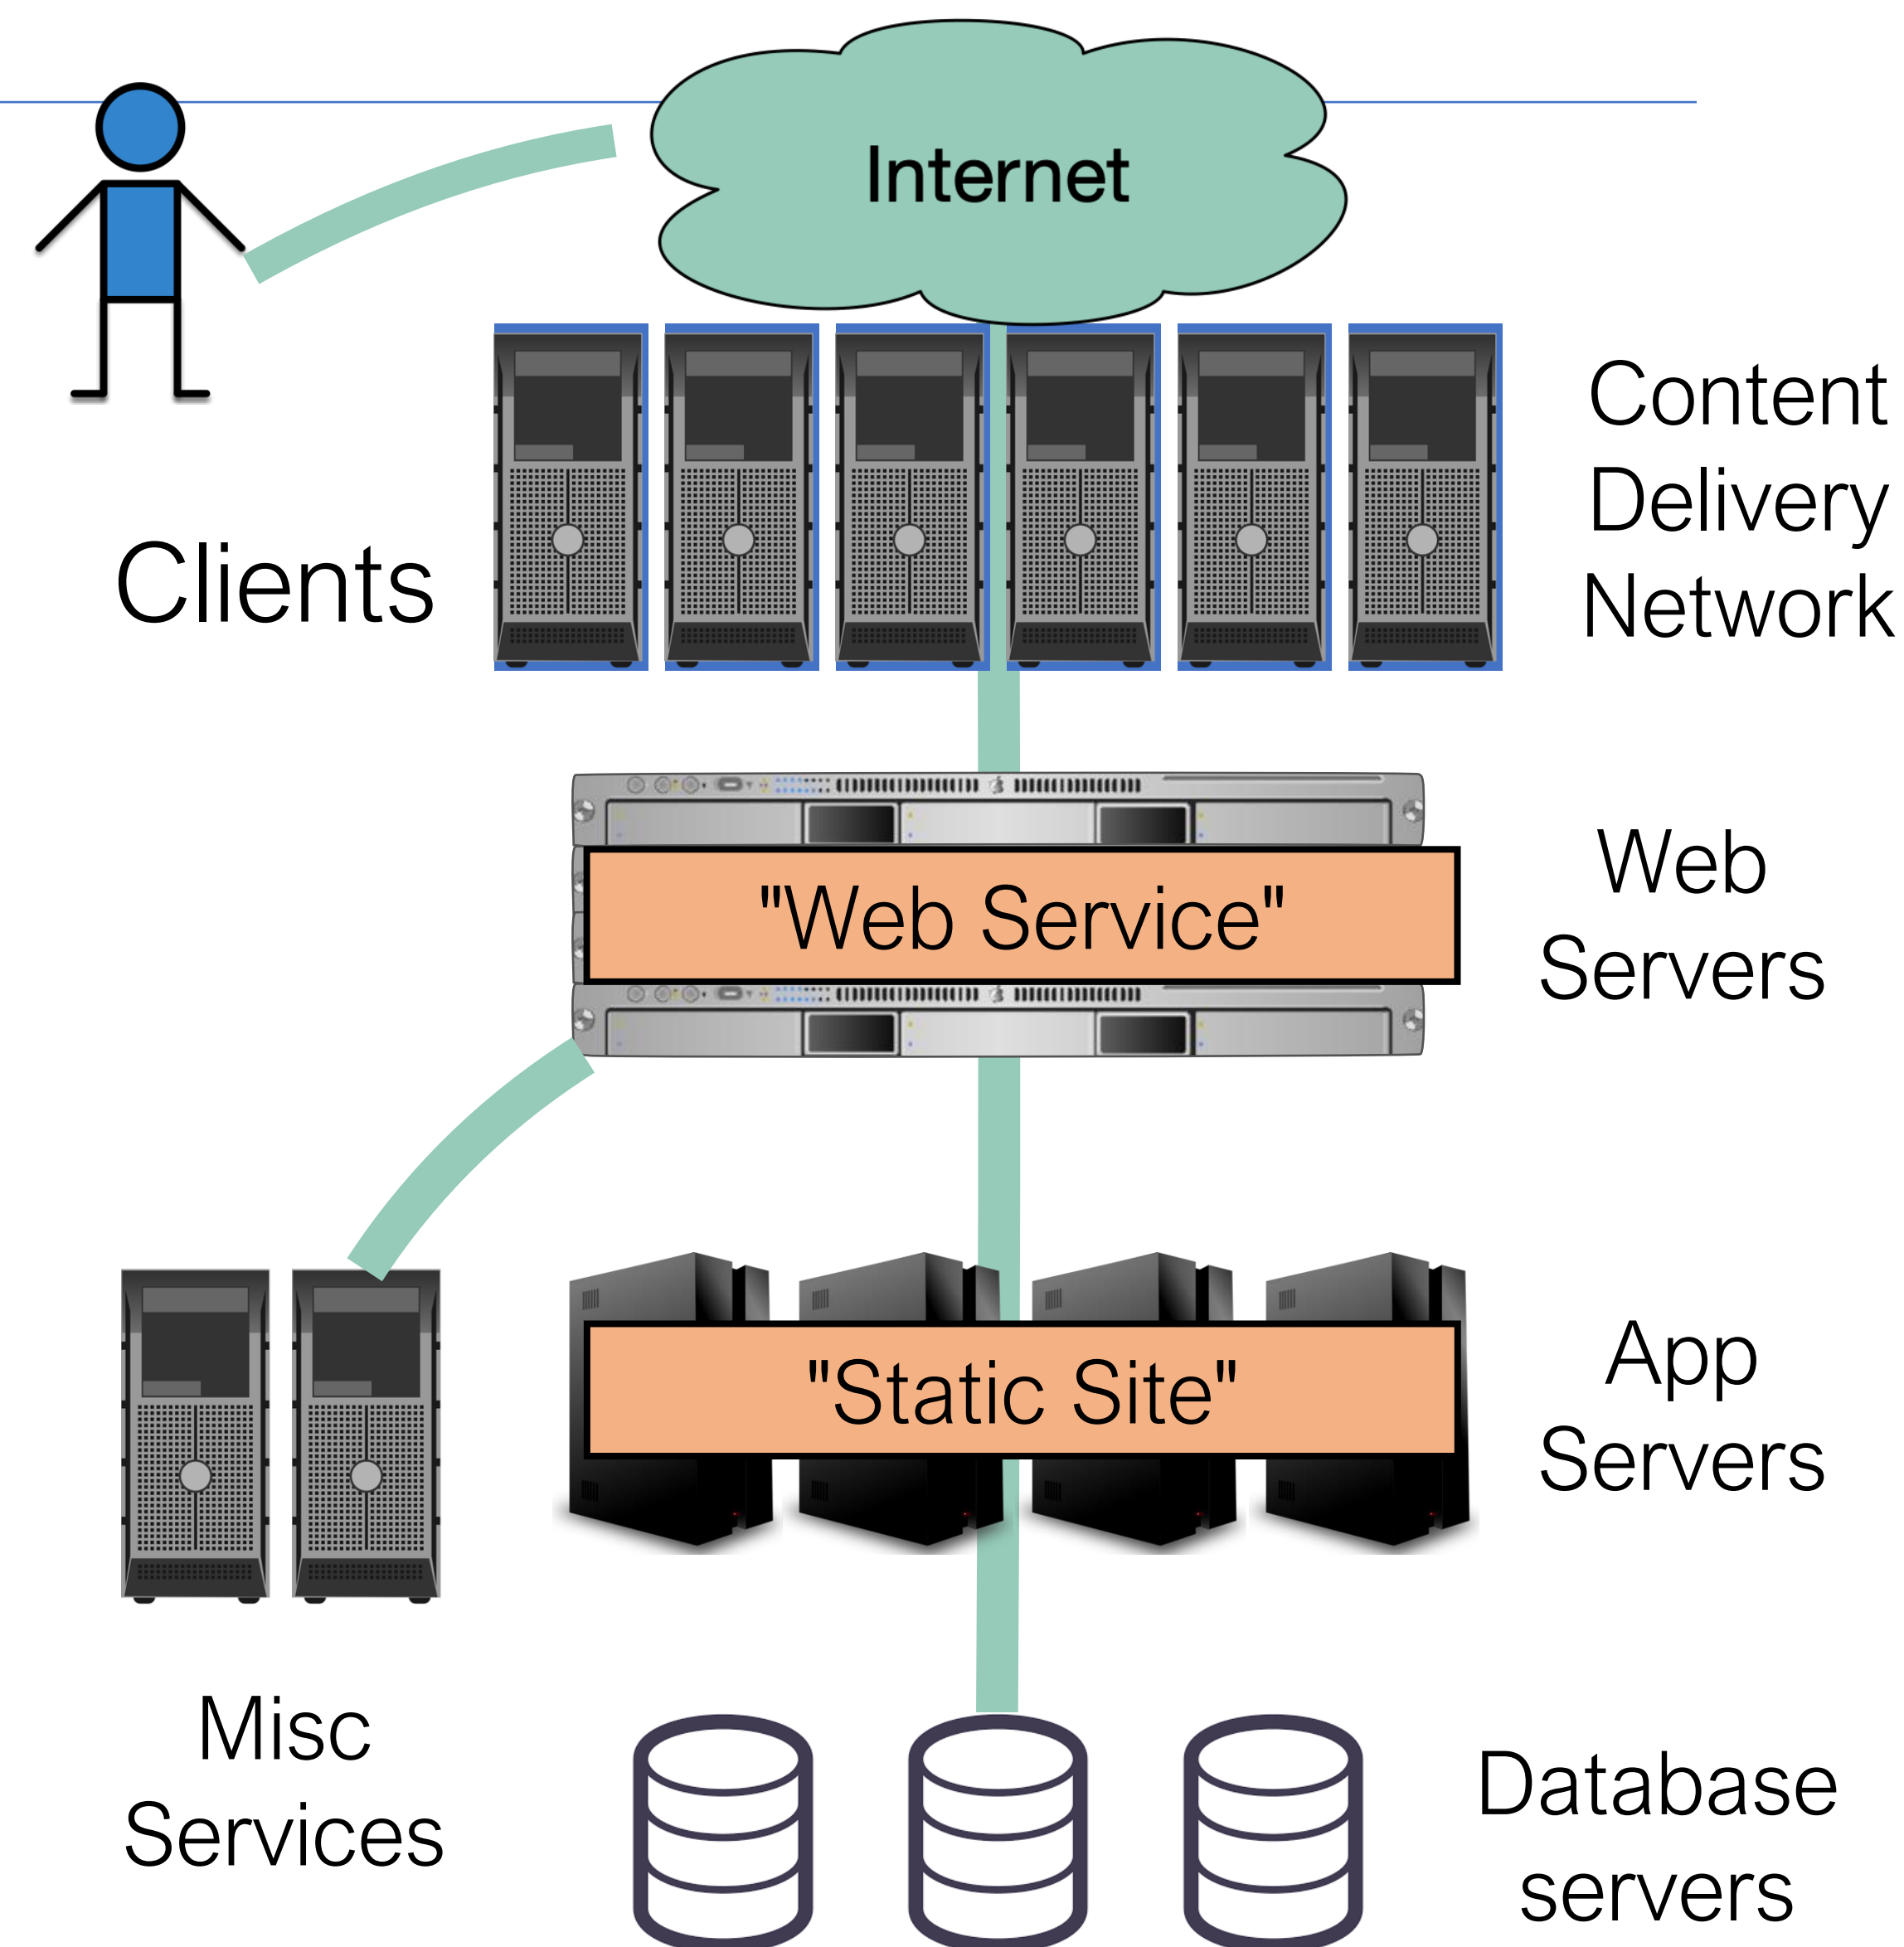 Internet
Content
Delivery
Network
Clients
"Web Service"
Web
Servers
"Static Site"
App
Servers
Misc
Services
Database
servers